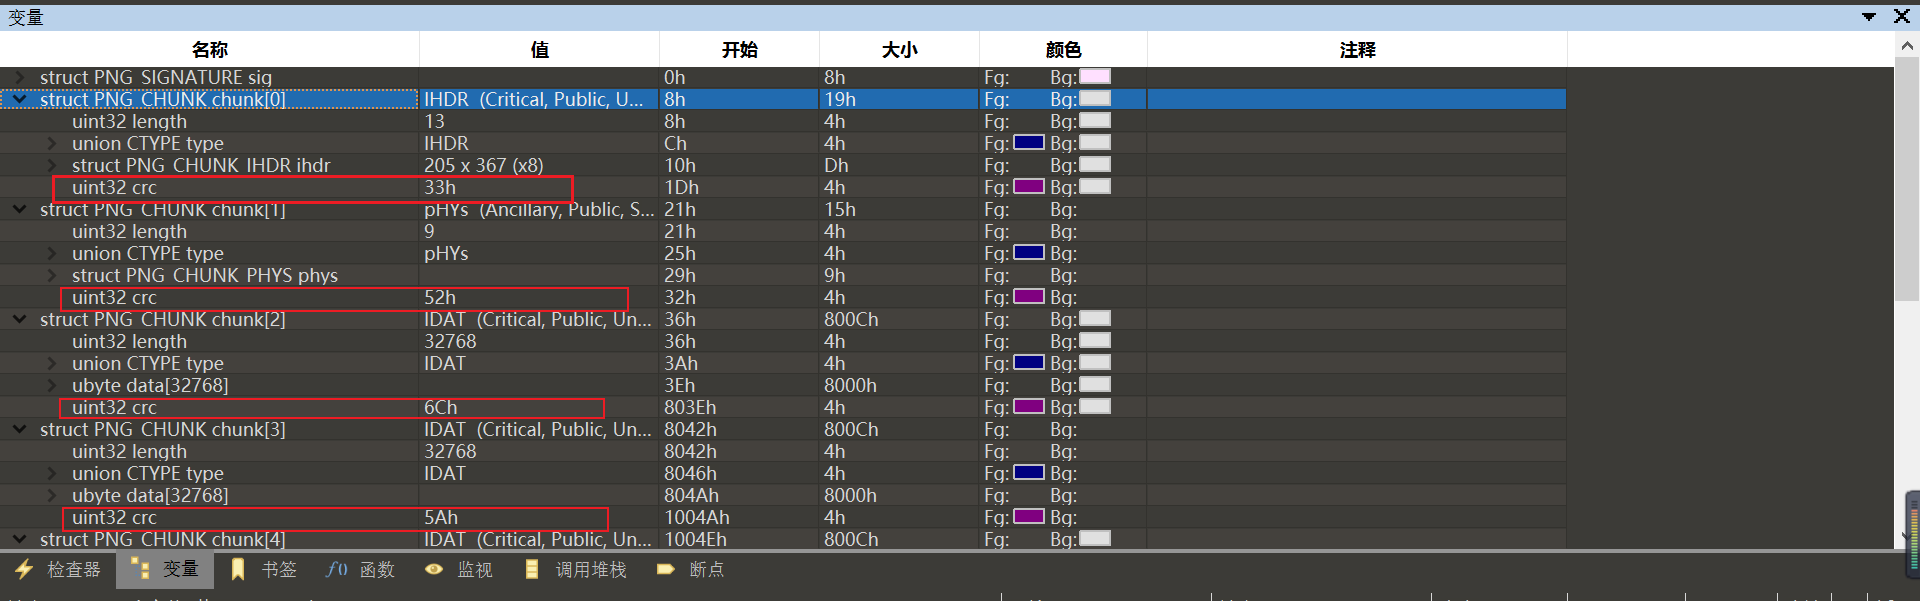 变量
名称 值 开始 大小 颜色 注释
struct PNG_SIGNATURE sig 0h 8h Fg: Bg:
struct PNG_CHUNK chunk[0] IHDR (Critical, Public, U... 8h 19h Fg: Bg:
uint32 length 13 8h 4h Fg: Bg:
union CTYPE type IHDR Ch 4h Fg: Bg:
struct PNG_CHUNK_IHDR ihdr 205 x 367 (x8) 10h Dh Fg: Bg:
uint32 crc 33h 1Dh 4h Fg: Bg:
struct PNG_CHUNK chunk[1] pHYs (Ancillary, Public, S... 21h 15h Fg: Bg:
uint32 length 9 21h 4h Fg: Bg:
union CTYPE type pHYs 25h 4h Fg: Bg:
struct PNG_CHUNK_PHYS phys 29h 9h Fg: Bg:
uint32 crc 52h 32h 4h Fg: Bg:
struct PNG_CHUNK chunk[2] IDAT (Critical, Public, Un... 36h 800Ch Fg: Bg:
uint32 length 32768 36h 4h Fg: Bg:
union CTYPE type IDAT 3Ah 4h Fg: Bg:
ubyte data[32768] 3Eh 8000h Fg: Bg:
uint32 crc 6Ch 803Eh 4h Fg: Bg:
struct PNG_CHUNK chunk[3] IDAT (Critical, Public, Un... 8042h 800Ch Fg: Bg:
uint32 length 32768 8042h 4h Fg: Bg:
union CTYPE type IDAT 8046h 4h Fg: Bg:
ubyte data[32768] 804Ah 8000h Fg: Bg:
uint32 crc 5Ah 1004Ah 4h Fg: Bg:
struct PNG_CHUNK chunk[4] IDAT (Critical, Public, Un... 1004Eh 800Ch Fg: Bg:
检查器 变量 书签 f() 函数 监视 调用堆栈 断点